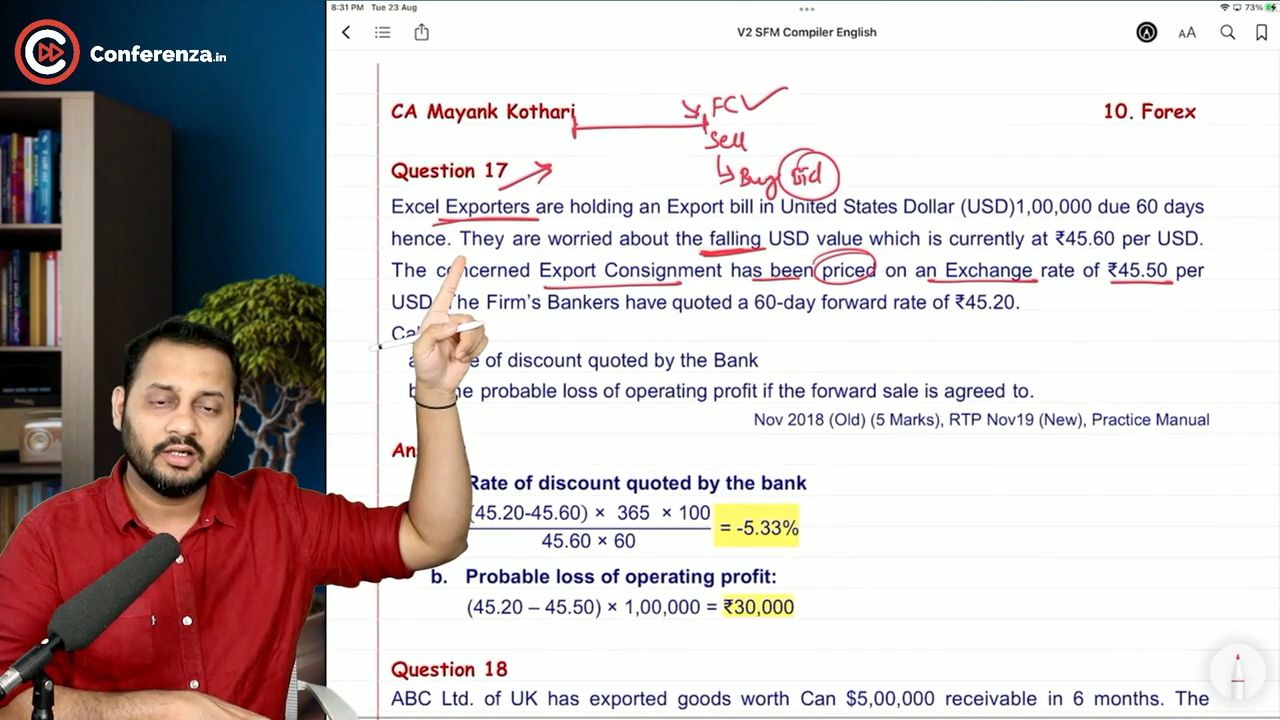 8:31 PM Tue 23 Aug
73%
Conferenza.in
V2 SFM Compiler English
AA
CA Mayank Kothari
FC
10. Forex
Sell
Question 17
Buy Bid
Excel Exporters are holding an Export bill in United States Dollar (USD)1,00,000 due 60 days
hence. They are worried about the falling USD value which is currently at ₹45.60 per USD.
The concerned Export Consignment has been priced on an Exchange rate of ₹45.50 per
USD. The Firm's Bankers have quoted a 60-day forward rate of ₹45.20.
of discount quoted by the Bank
probable loss of operating profit if the forward sale is agreed to.
Nov 2018 (Old) (5 Marks), RTP Nov19 (New), Practice Manual
Rate of discount quoted by the bank
(45.20-45.60) × 365 × 100
= -5.33%
45.60 × 60
b. Probable loss of operating profit:
(45.20 – 45.50) × 1,00,000 = ₹30,000
Question 18
ABC Ltd. of UK has exported goods worth Can $5,00,000 receivable in 6 months. The